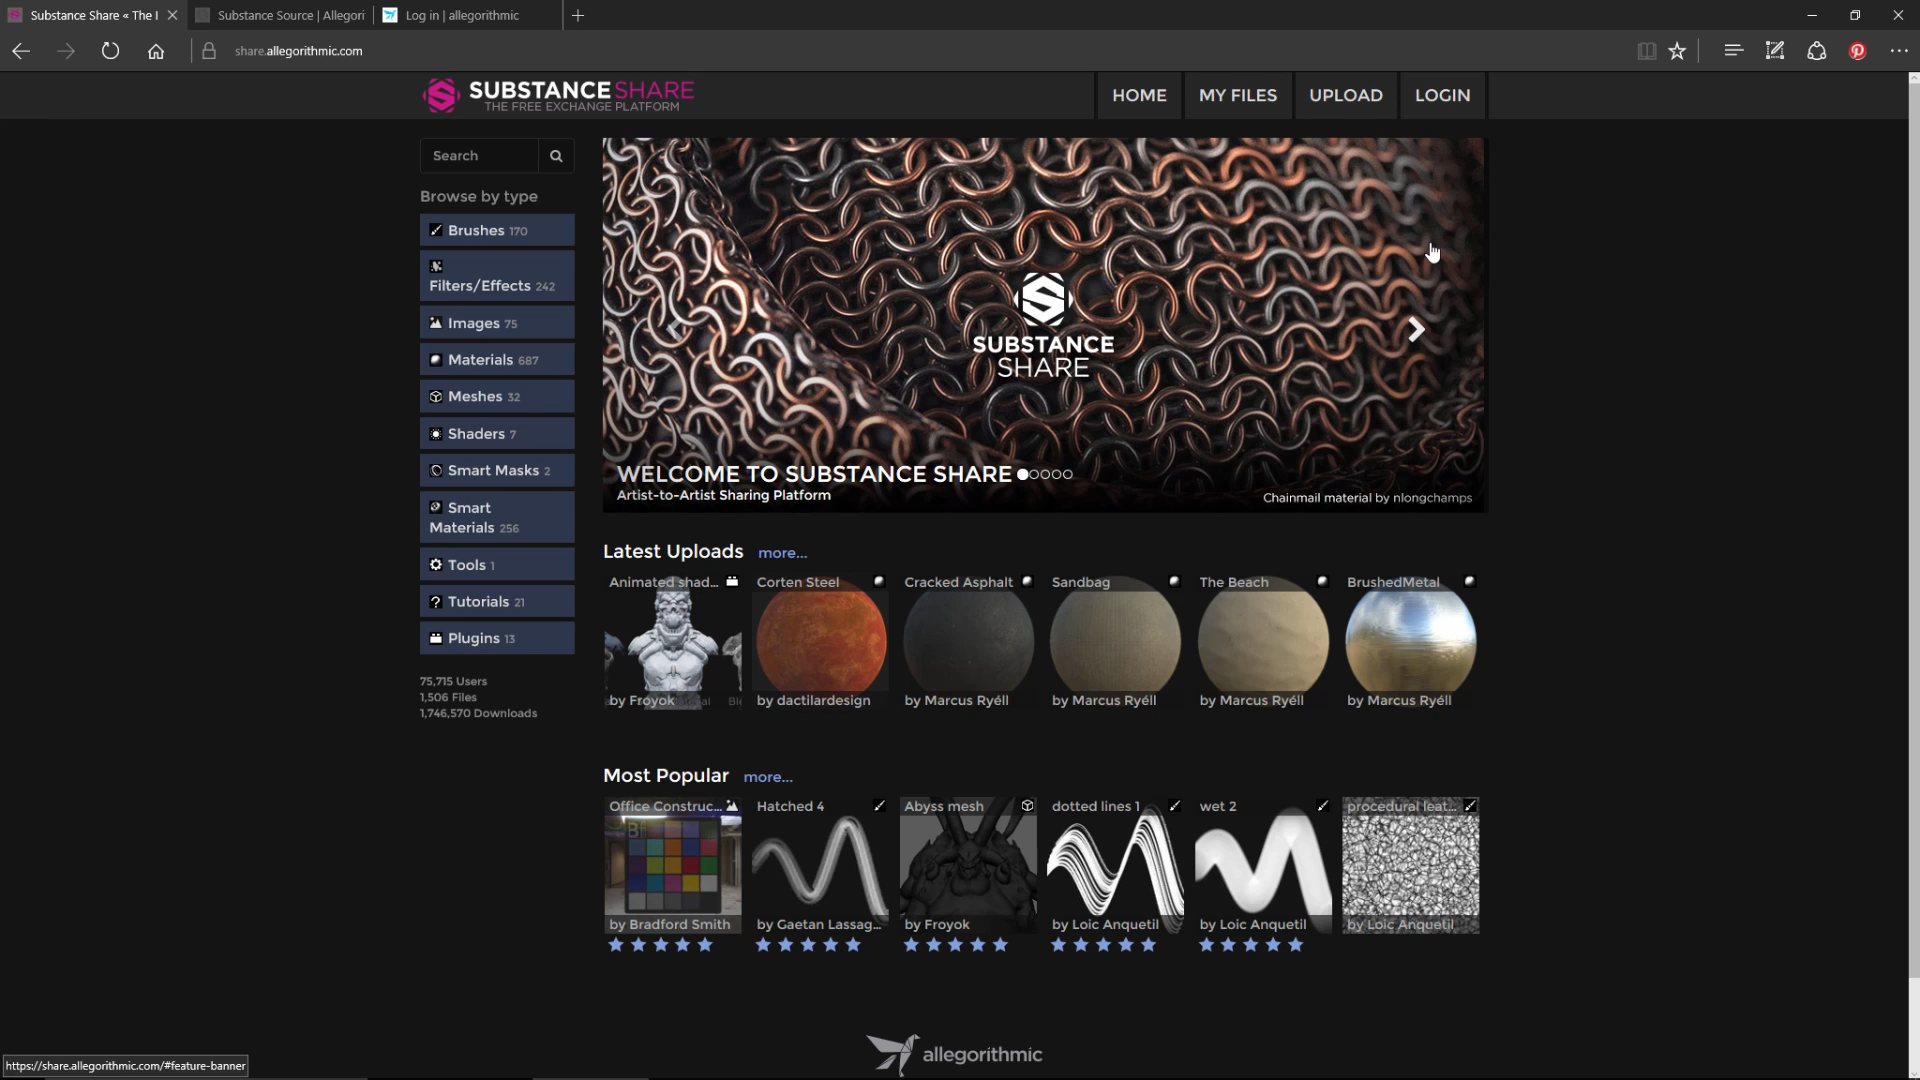 Substance Share « The I
Substance Source | Allegori
Log in | allegorithmic
share.allegorithmic.com
SUBSTANCE SHARE
THE FREE EXCHANGE PLATFORM
HOME
MY FILES
UPLOAD
LOGIN
Search
Browse by type
Brushes 170
Filters/Effects 242
Images 75
Materials 687
Meshes 32
Shaders 7
Smart Masks 2
Smart
Materials 256
Tools 1
Tutorials 21
Plugins 13
75,715 Users
1,506 Files
1,746,570 Downloads
SUBSTANCE
SHARE
WELCOME TO SUBSTANCE SHARE
Artist-to-Artist Sharing Platform
Chainmail material by nlongchamps
Latest Uploads more...
Animated shad...
by Froyok
Corten Steel
by dactilardesign
Cracked Asphalt
by Marcus Ryéll
Sandbag
by Marcus Ryéll
The Beach
by Marcus Ryéll
BrushedMetal
by Marcus Ryéll
Most Popular more...
Office Construc...
by Bradford Smith
Hatched 4
by Gaetan Lassag...
Abyss mesh
by Froyok
dotted lines 1
by Loic Anquetil
wet 2
by Loic Anquetil
procedural leat...
by Loic Anquetil
allegorithmic
https://share.allegorithmic.com/#feature-banner